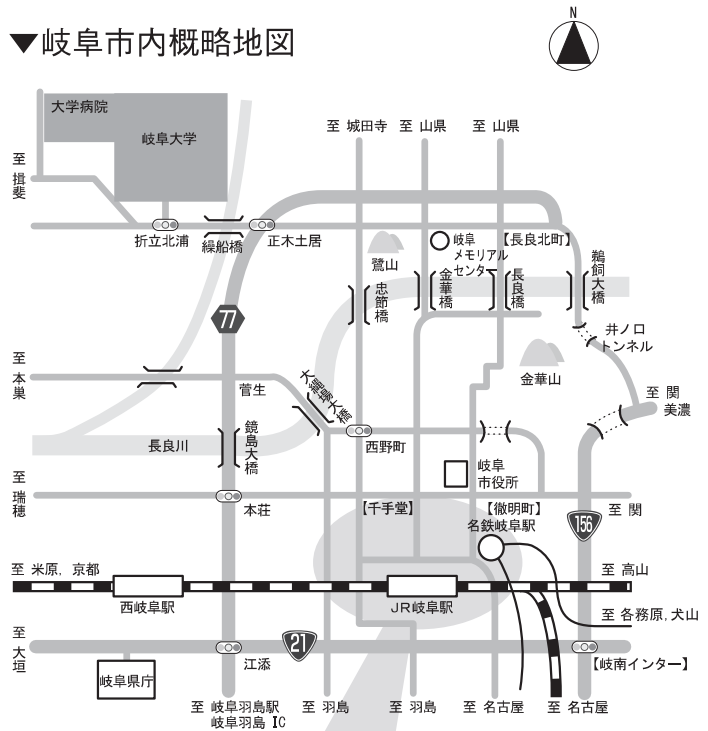 ▼岐阜市内概略地図
N
大学病院
岐阜大学
至 城田寺
至 山県
至 山県
至 揖斐
折立北浦
繰船橋
正木土居
鷺山
岐阜
メモリアル
センター
【長良北町】
鵜飼大橋
忠節橋
金華橋
長良橋
77
井ノ口
トンネル
至 本巣
菅生
大縄場大橋
金華山
至 関
美濃
長良川
鏡島大橋
西野町
岐阜
市役所
至 瑞穂
本荘
【千手堂】
【徹明町】
名鉄岐阜駅
至 関
156
至 米原, 京都
西岐阜駅
JR岐阜駅
至 高山
至 各務原, 犬山
至 大垣
岐阜県庁
江添
21
【岐南インター】
至 岐阜羽島駅
岐阜羽島 IC
至 羽島
至 羽島
至 名古屋
至 名古屋